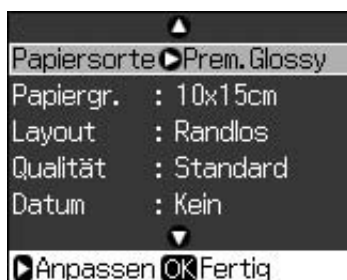 Papiersorte Prem. Glossy
Papiergr. : 10x15cm
Layout : Randlos
Qualität : Standard
Datum : Kein
Anpassen OK Fertig